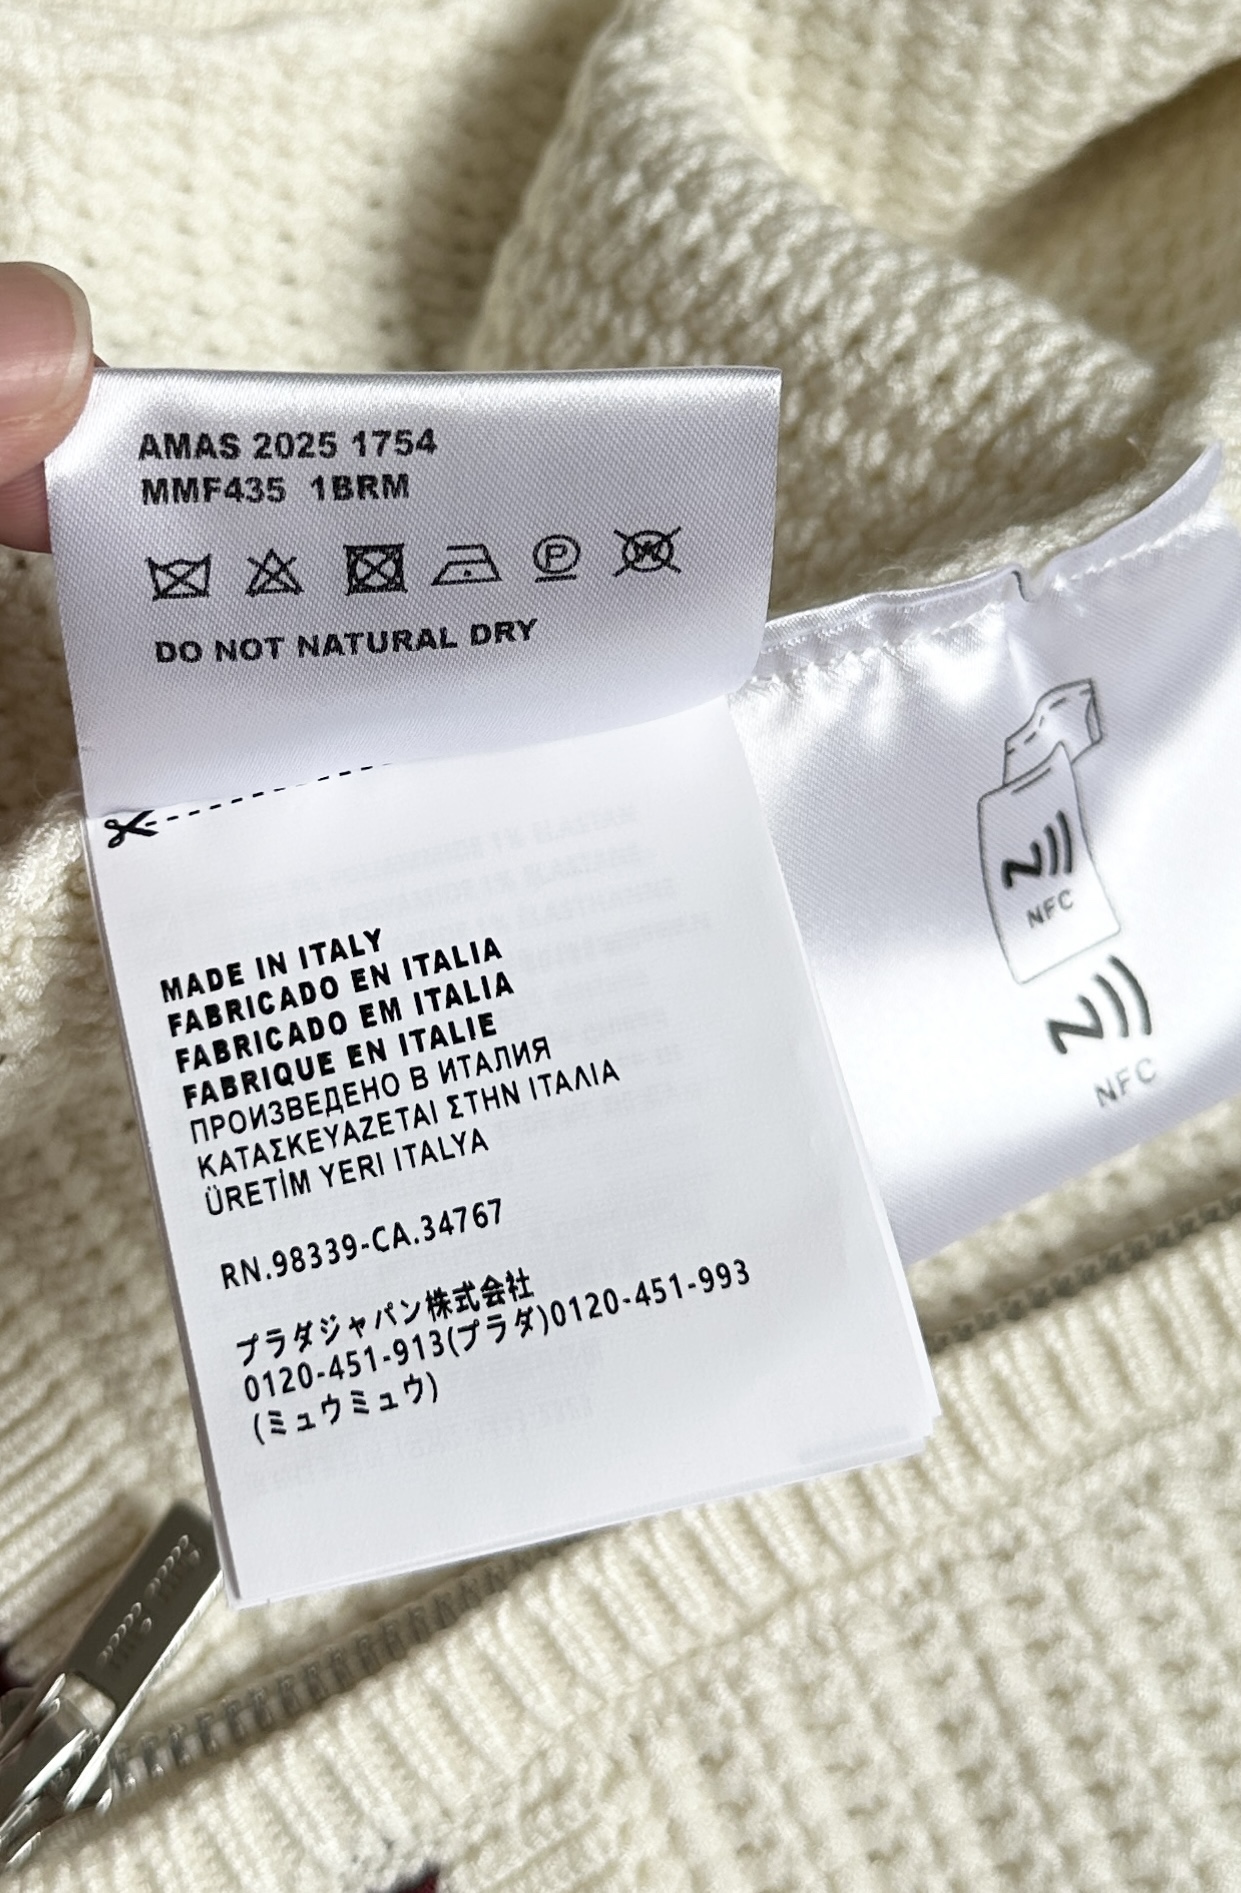 AMAS 2025 1754
MMF435 1BRM
P
W
DO NOT NATURAL DRY
MADE IN ITALY
FABRICADO EN ITALIA
FABRICADO EM ITALIA
FABRIQUE EN ITALIE
ПРОИЗВЕДЕНО В ИТАЛИЯ
ΚΑΤΑΣΚΕΥΑΖΕΤΑΙ ΣΤΗΝ ΙΤΑΛΙΑ
ÜRETİM YERI ITALYA
RN.98339-CA.34767
プラダジャパン株式会社
0120-451-913(プラダ)0120-451-993
(ミュウミュウ)
NFC
NFC